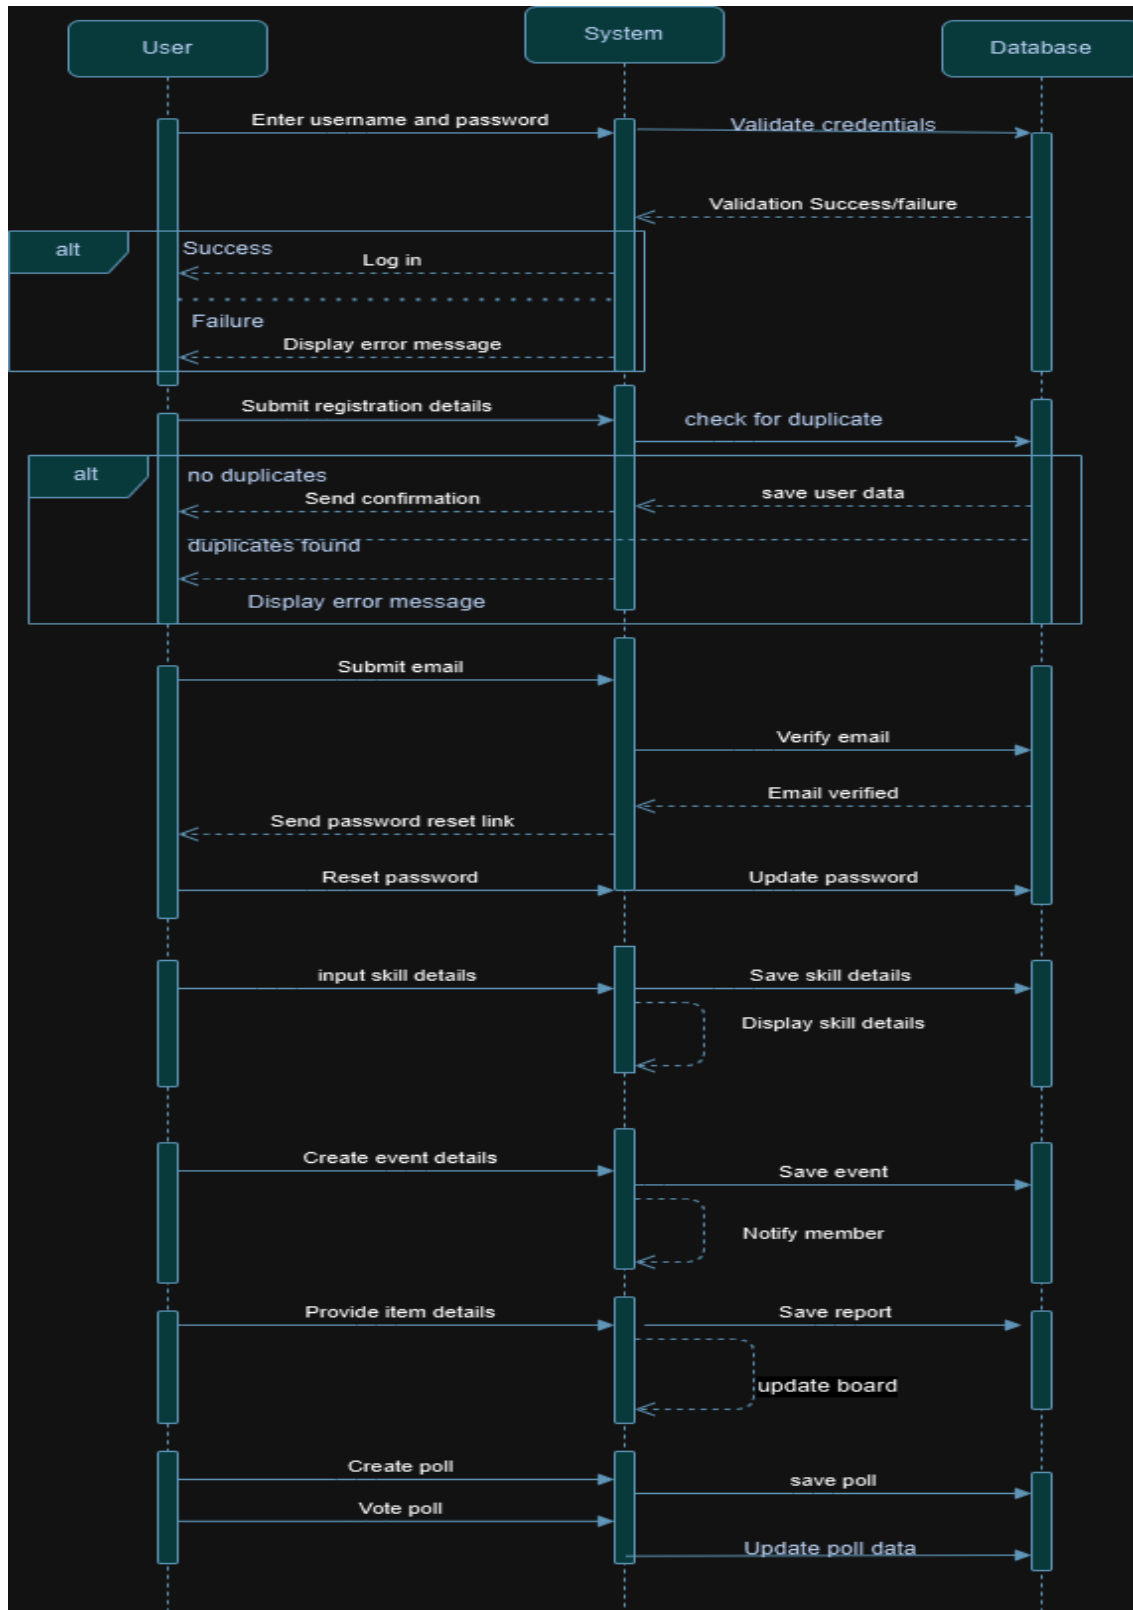 User
System
Database
Enter username and password
Validate credentials
Validation Success/failure
alt
Success
Log in
Failure
Display error message
Submit registration details
check for duplicate
alt
no duplicates
Send confirmation
save user data
duplicates found
Display error message
Submit email
Verify email
Email verified
Send password reset link
Reset password
Update password
input skill details
Save skill details
Display skill details
Create event details
Save event
Notify member
Provide item details
Save report
update board
Create poll
save poll
Vote poll
Update poll data